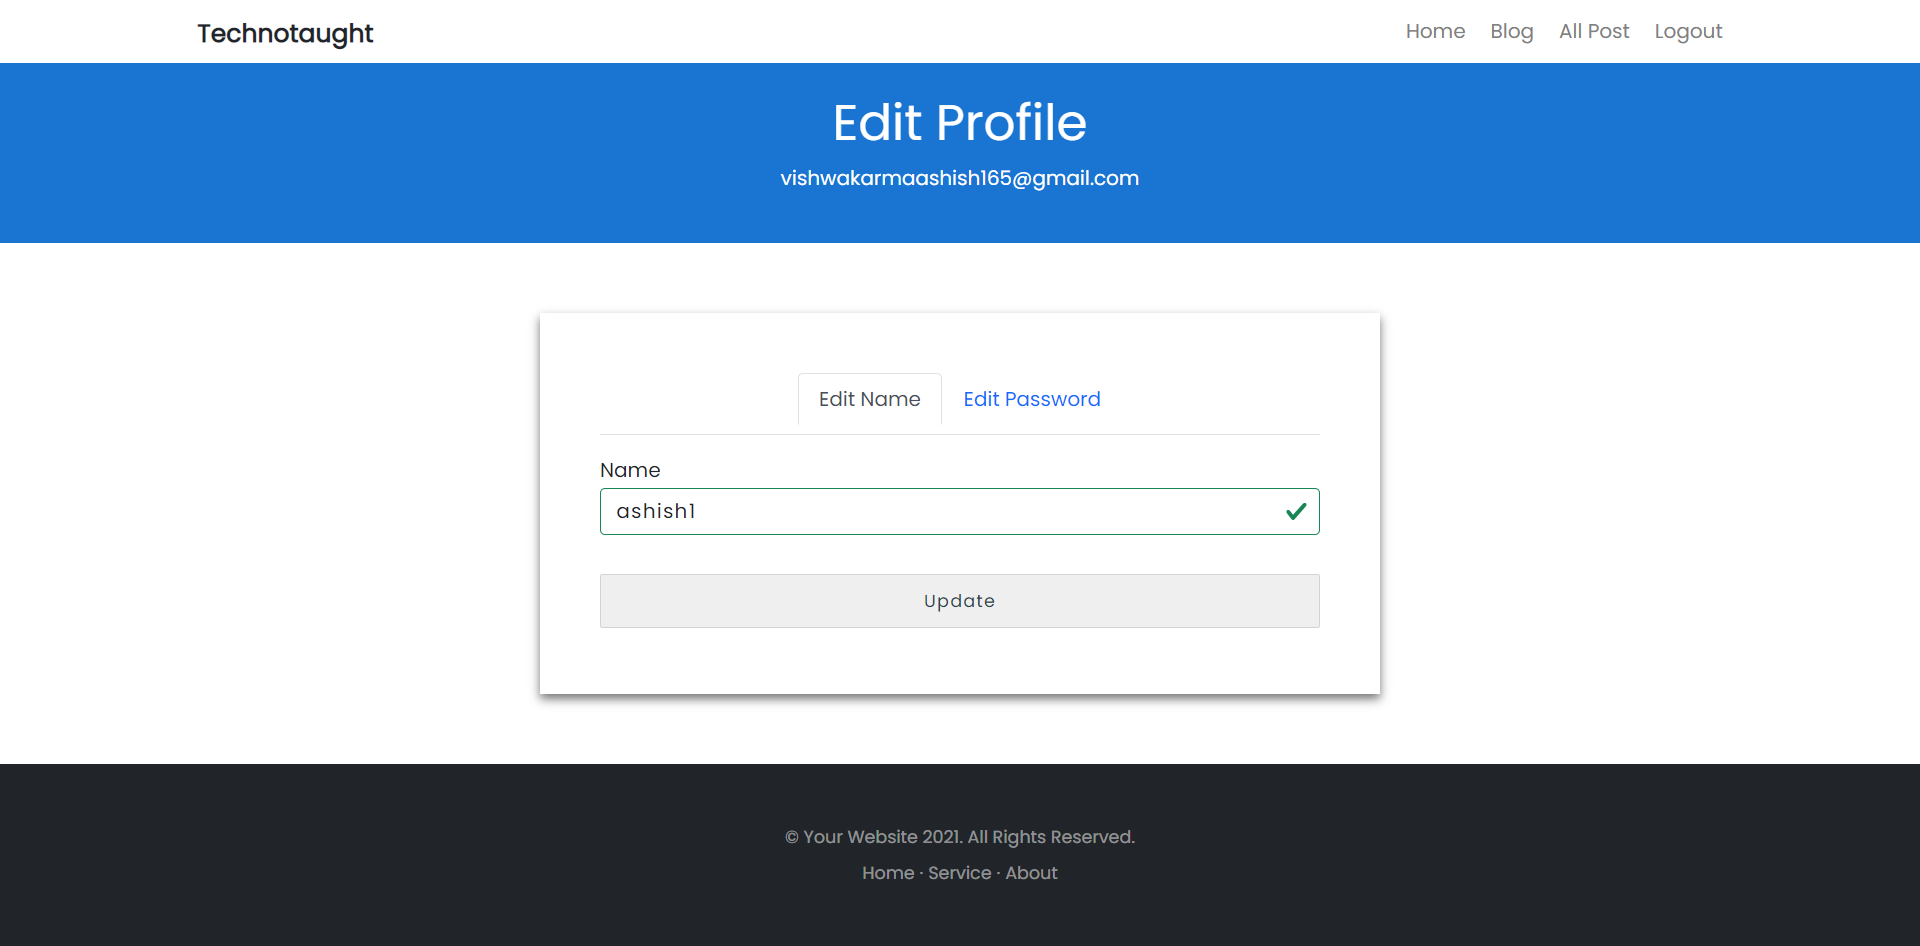 Technotaught
Home Blog All Post Logout
Edit Profile
vishwakarmaashish165@gmail.com
Edit Name Edit Password
Name
ashish1
Update
© Your Website 2021. All Rights Reserved.
Home · Service · About